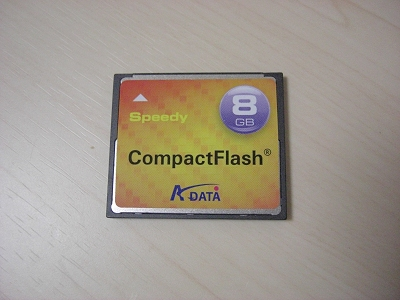 8
GB
Speedy
CompactFlash®
ADATA